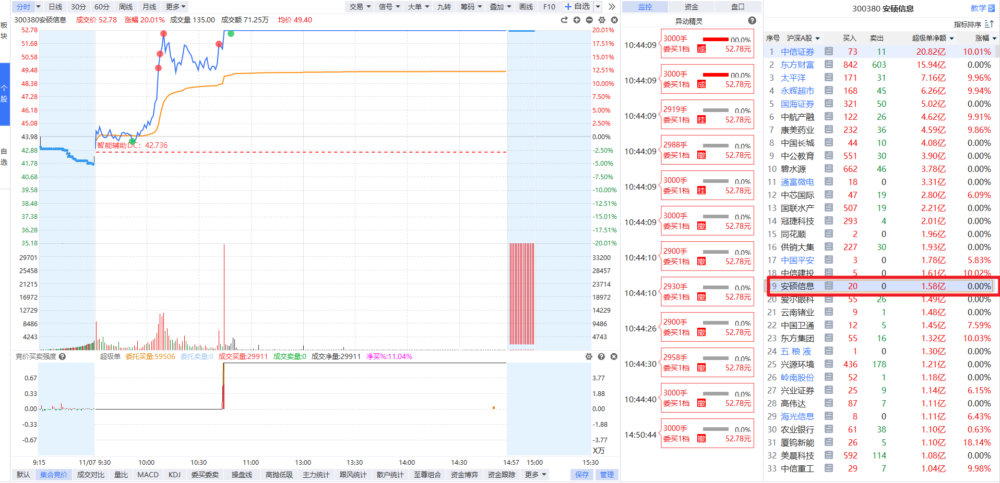 分时 日线 30分 60分 周线 月线 更多 交易 信号 大单 九转 筹码 叠加 画线 F10 自选 监控 资金 盘口 300380 安硕信息 教学
300380安硕信息 成交价 52.78 涨幅 20.01% 成交量 135.00 成交额 71.25万 均价 49.40
异动精灵
指标排序
板块
个股
自选
52.78 20.01%
51.68 17.51%
50.58 15.01%
49.48 12.51%
48.38 10.00%
47.28 7.50%
46.18 5.00%
45.08 2.50%
43.98 0.00%
42.88 -2.50%
41.78 -5.00%
40.68 -7.50%
39.58 -10.00%
38.48 -12.51%
37.38 -15.01%
36.28 -17.51%
35.18 -20.01%
智能辅助DC：42.736
29701 33200
25458 28457
21215 23714
16972 18972
12729 14229
8486 9486
4243 4743
竞价买卖强度 超级单 委托买量:59506 委托卖量:0 成交买量:29911 成交卖量:0 成交净量:29911 净买%:11.04%
0.67 3.77
0.33 1.88
0.00 0.00
-0.33 -1.88
-0.67 -3.77
X万
9:15 11/07 9:30 10:00 10:30 11:00 13:00 13:30 14:00 14:30 14:57 15:00 15:30
默认 集合竞价 成交对比 量比 MACD KDJ 委买委卖 操盘线 高抛低吸 主力统计 跟风统计 散户统计 至尊组合 资金博弈 资金跟踪 更多 保存 管理
10:44:09 3000手 00.0%
委买1档 成 52.78元
10:44:09 3000手 00.0%
委买1档 成 52.78元
10:44:09 2919手 0.0%
委买1档 挂 52.78元
10:44:09 2988手 0.0%
委买1档 撤 52.78元
10:44:09 3000手 0.0%
委买1档 挂 52.78元
10:44:09 3000手 0.0%
委买1档 撤 52.78元
10:44:10 2900手 0.0%
委买1档 撤 52.78元
10:44:10 2930手 0.0%
委买1档 撤 52.78元
10:44:26 2900手 0.0%
委买1档 撤 52.78元
10:44:30 2958手 0.0%
委买1档 撤 52.78元
10:44:40 3000手 0.0%
委买1档 撤 52.78元
14:50:44 3000手 0.0%
委买1档 撤 52.78元
序号 沪深A股 买入 卖出 超级单净额 涨幅
1 中信证券 73 11 20.82亿 10.01%
2 东方财富 842 603 15.94亿 0.00%
3 太平洋 171 31 7.16亿 9.96%
4 永辉超市 168 45 6.26亿 9.94%
5 国海证券 321 50 5.02亿 0.00%
6 中航产融 122 26 4.62亿 9.91%
7 康美药业 232 36 4.59亿 9.86%
8 中国长城 44 10 4.08亿 0.00%
9 中公教育 551 30 3.90亿 0.00%
10 碧水源 662 46 3.78亿 0.00%
11 通富微电 18 0 3.31亿 0.00%
12 中芯国际 47 19 2.80亿 6.09%
13 国联水产 507 19 2.21亿 0.00%
14 冠捷科技 293 4 2.01亿 0.00%
15 同花顺 2 0 1.96亿 0.00%
16 供销大集 227 30 1.93亿 0.00%
17 中国平安 3 0 1.78亿 5.83%
18 中信建投 5 0 1.61亿 10.02%
19 安硕信息 20 0 1.58亿 0.00%
20 爱尔眼科 55 26 1.49亿 0.00%
21 云南锗业 9 1 1.48亿 0.00%
22 中国卫通 12 5 1.45亿 7.59%
23 东方集团 55 16 1.32亿 10.03%
24 五 粮 液 1 0 1.30亿 0.00%
25 兴源环境 436 178 1.21亿 0.00%
26 岭南股份 52 1 1.18亿 0.00%
27 兴业证券 25 9 1.14亿 6.15%
28 高伟达 87 7 1.11亿 0.00%
29 海光信息 8 0 1.11亿 6.43%
30 农业银行 61 38 1.10亿 0.63%
31 厦钨新能 26 5 1.10亿 18.14%
32 美晨科技 592 114 1.08亿 0.00%
33 中信重工 29 7 1.04亿 9.98%